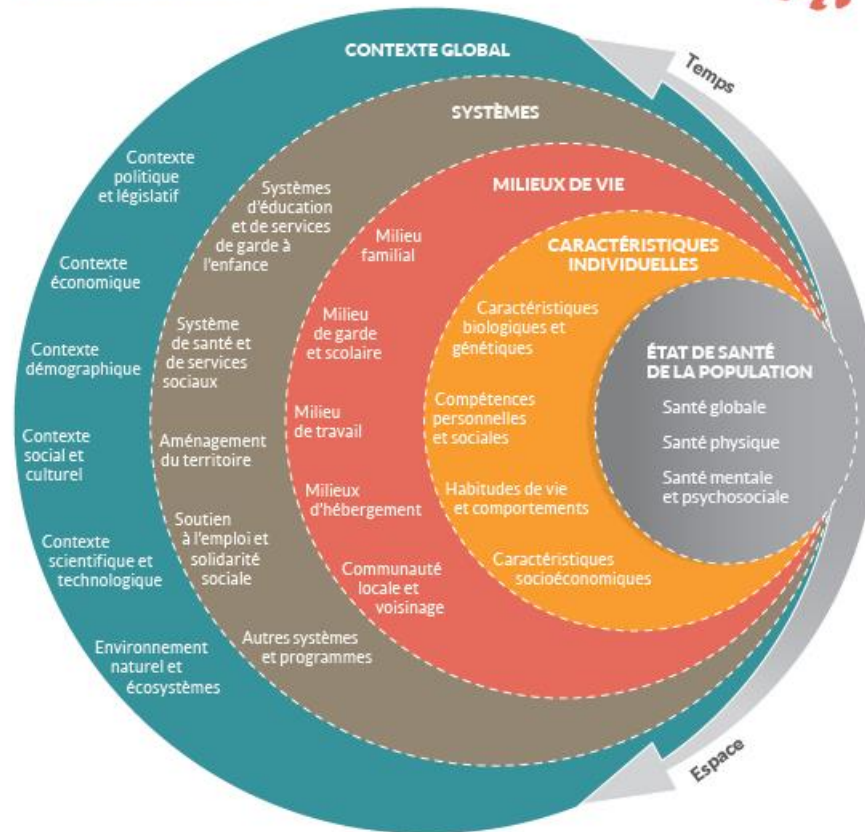 CONTEXTE GLOBAL
Temps
SYSTÈMES
MILIEUX DE VIE
CARACTÉRISTIQUES
INDIVIDUELLES
ÉTAT DE SANTÉ
DE LA POPULATION
Santé globale
Santé physique
Santé mentale
et psychosociale
Contexte
politique
et législatif
Contexte
économique
Contexte
démographique
Contexte
social et
culturel
Contexte
scientifique et
technologique
Environnement
naturel et
écosystèmes
Systèmes
d'éducation
et de services
de garde à
l'enfance
Système
de santé et
de services
sociaux
Aménagement
du territoire
Soutien
à l'emploi et
solidarité
sociale
Autres systèmes
et programmes
Milieu
familial
Milieu
de garde
et scolaire
Milieu
de travail
Milieux
d'hébergement
Communauté
locale et
voisinage
Caractéristiques
biologiques et
génétiques
Compétences
personnelles
et sociales
Habitudes de vie
et comportements
Caractéristiques
socioéconomiques
Espace